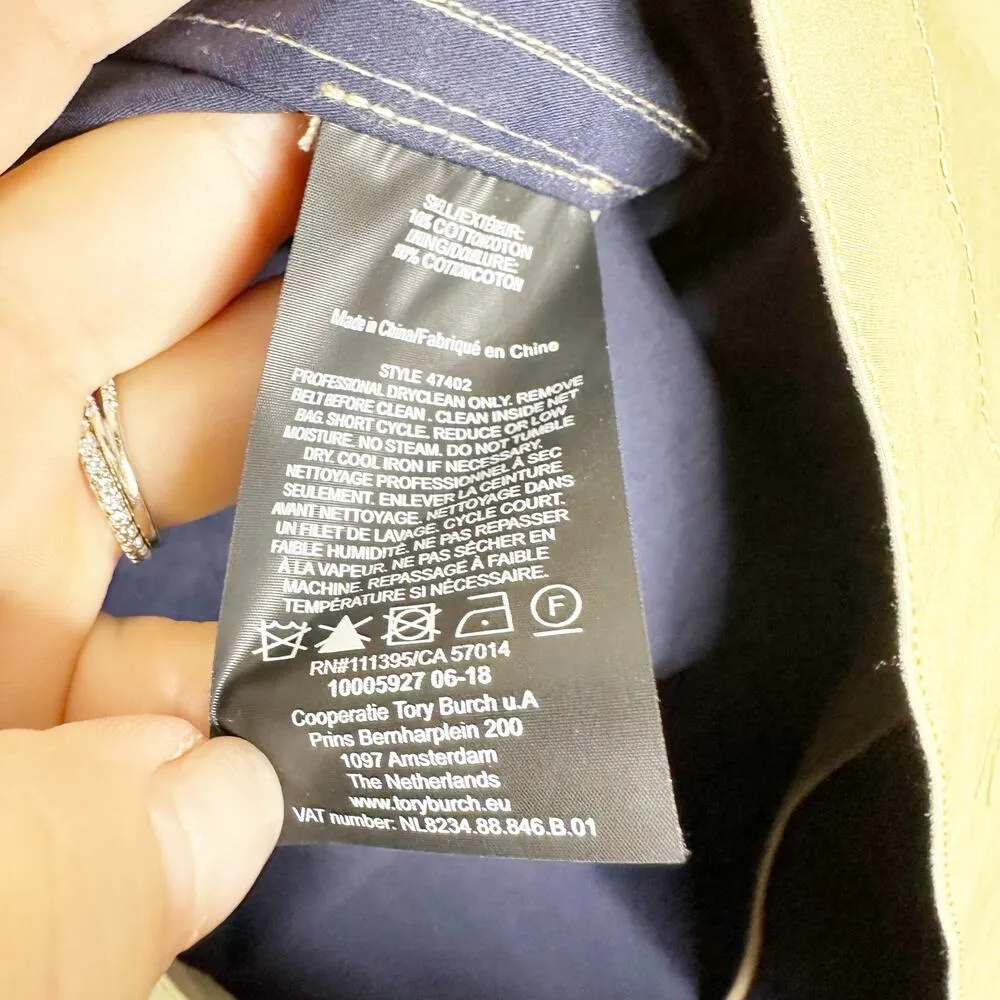 SHELL/EXTÉRIEUR:
100% COTTON/COTON
LINING/DOUBLURE:
100% COTTON/COTON
Made in China/Fabriqué en Chine
STYLE 47402
PROFESSIONAL DRYCLEAN ONLY. REMOVE
BELT BEFORE CLEAN. CLEAN INSIDE NET
BAG. SHORT CYCLE. REDUCE OR LOW
MOISTURE. NO STEAM. DO NOT TUMBLE
DRY. COOL IRON IF NECESSARY.
NETTOYAGE PROFESSIONNEL À SEC
SEULEMENT. ENLEVER LA CEINTURE
AVANT NETTOYAGE. NETTOYAGE DANS
UN FILET DE LAVAGE. CYCLE COURT.
FAIBLE HUMIDITÉ. NE PAS REPASSER
À LA VAPEUR. NE PAS SÉCHER EN
MACHINE. REPASSAGE À FAIBLE
TEMPÉRATURE SI NÉCESSAIRE.
F
RN#111395/CA 57014
10005927 06-18
Cooperatie Tory Burch u.A
Prins Bernharplein 200
1097 Amsterdam
The Netherlands
www.toryburch.eu
VAT number: NL8234.88.846.B.01